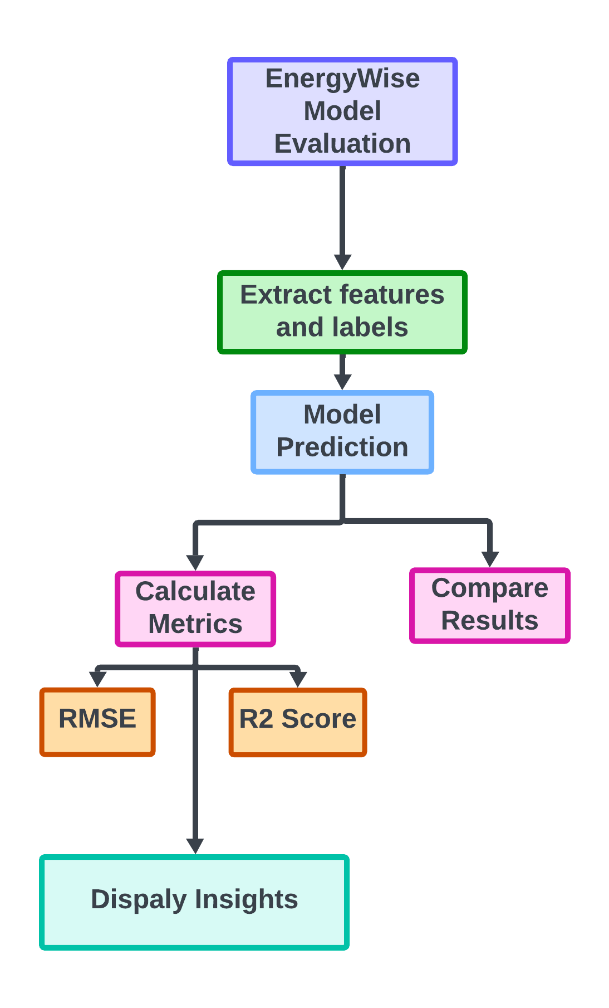 EnergyWise
Model
Evaluation
Extract features
and labels
Model
Prediction
Calculate
Metrics
Compare
Results
RMSE
R2 Score
Dispaly Insights